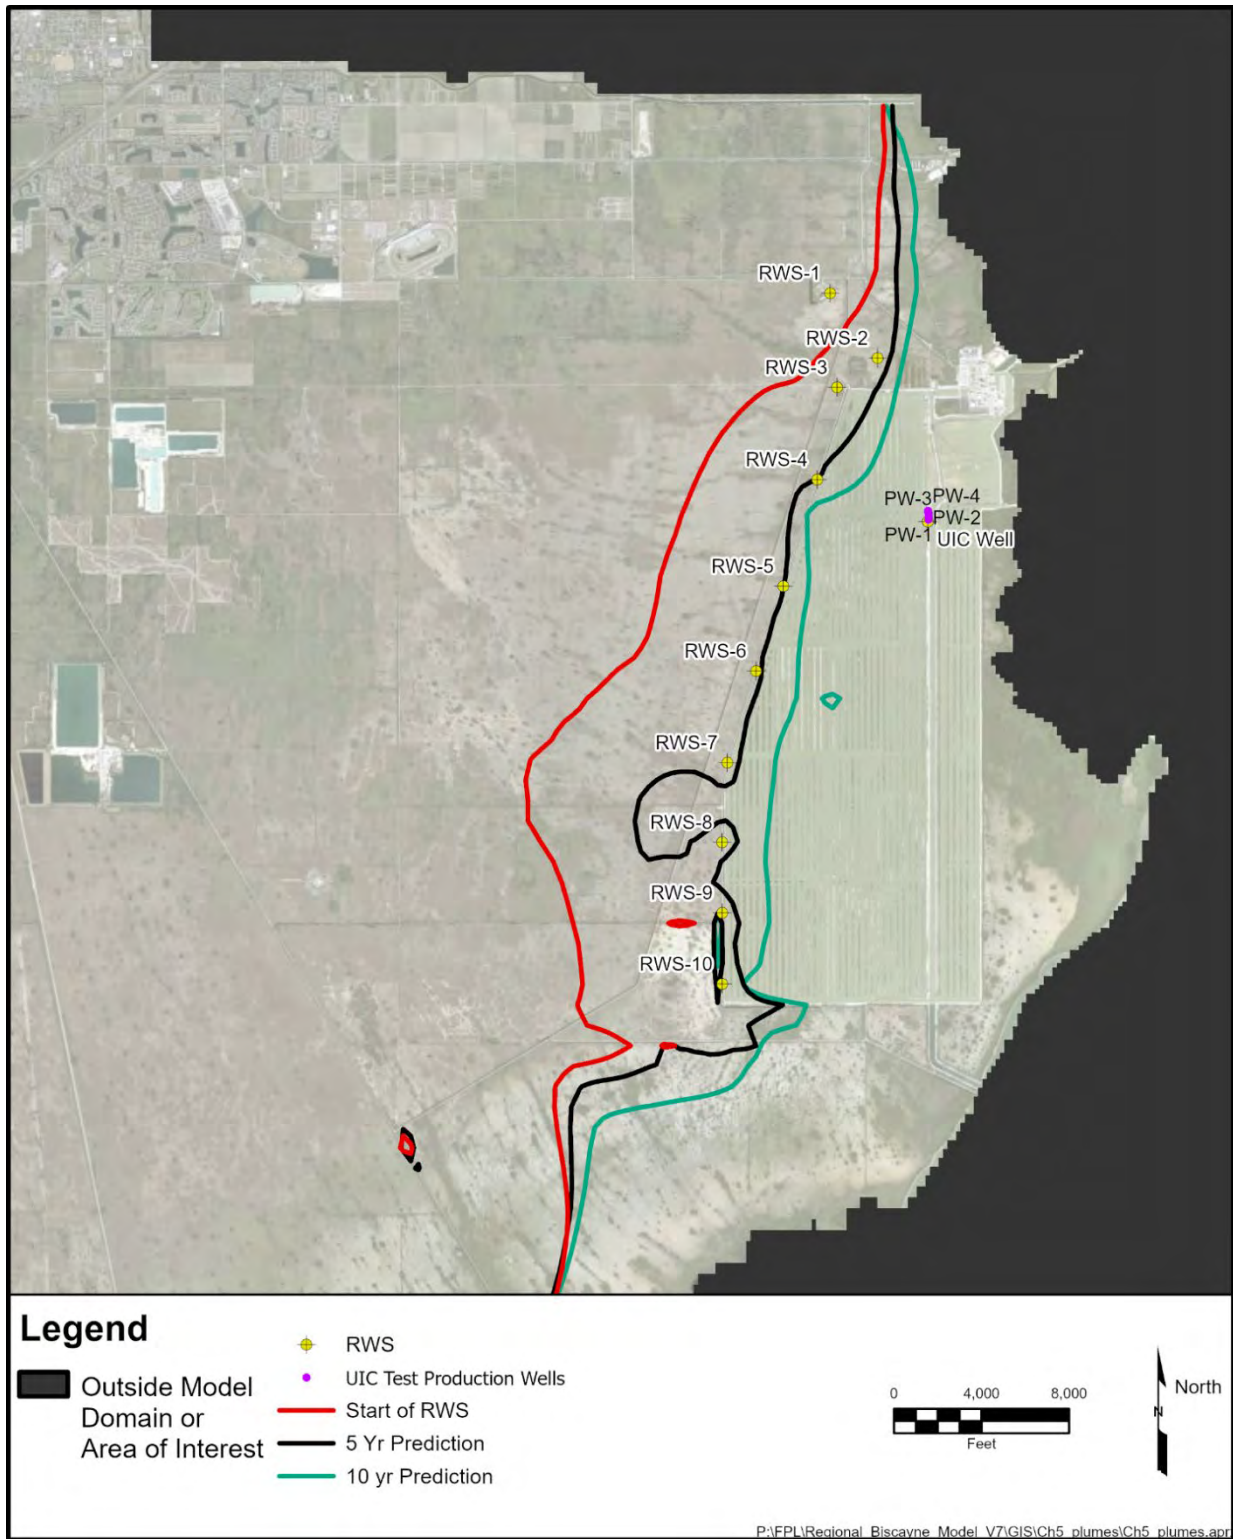 RWS-1
RWS-2
RWS-3
RWS-4
PW-3 PW-4
PW-2
PW-1 UIC Well
RWS-5
RWS-6
RWS-7
RWS-8
RWS-9
RWS-10
Legend
RWS
UIC Test Production Wells
Outside Model
Domain or
Area of Interest
Start of RWS
5 Yr Prediction
10 yr Prediction
0 4,000 8,000
Feet
North
N
P:\FPL\Regional_Biscayne_Model_V7\GIS\Ch5_plumes\Ch5_plumes.apr